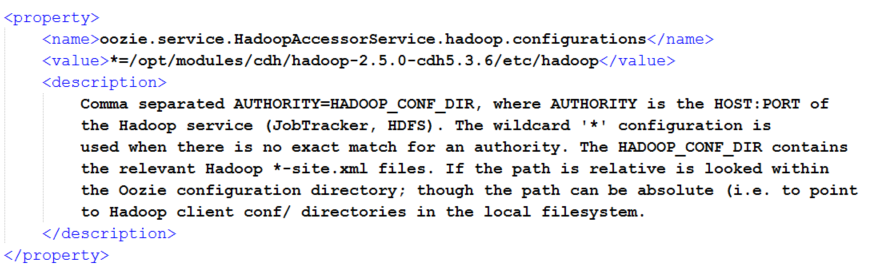 <property>
<name>oozie.service.HadoopAccessorService.hadoop.configurations</name>
<value>*=/opt/modules/cdh/hadoop-2.5.0-cdh5.3.6/etc/hadoop</value>
<description>
Comma separated AUTHORITY=HADOOP_CONF_DIR, where AUTHORITY is the HOST:PORT of
the Hadoop service (JobTracker, HDFS). The wildcard '*' configuration is
used when there is no exact match for an authority. The HADOOP_CONF_DIR contains
the relevant Hadoop *-site.xml files. If the path is relative is looked within
the Oozie configuration directory; though the path can be absolute (i.e. to point
to Hadoop client conf/ directories in the local filesystem.
</description>
</property>